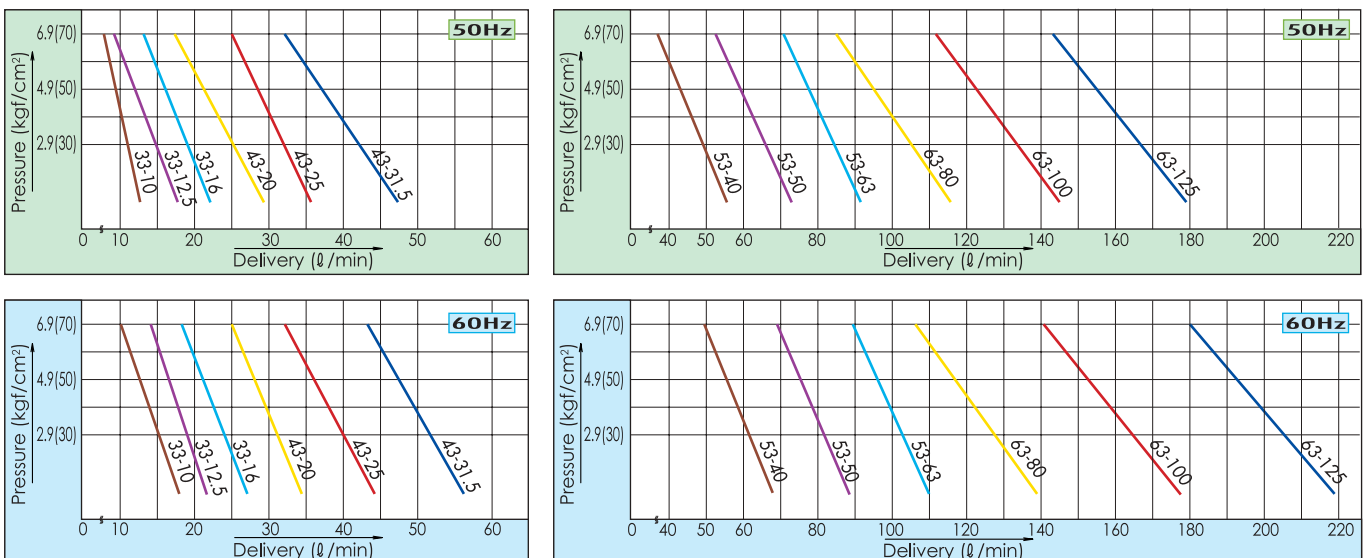 50Hz
Pressure (kgf/cm²)
6.9(70)
4.9(50)
2.9(30)
33-10
33-12.5
33-16
43-20
43-25
43-31.5
0 10 20 30 40 50 60
Delivery (ℓ/min)
50Hz
Pressure (kgf/cm²)
6.9(70)
4.9(50)
2.9(30)
53-40
53-50
53-63
63-80
63-100
63-125
0 40 50 60 80 100 120 140 160 180 200 220
Delivery (ℓ/min)
60Hz
Pressure (kgf/cm²)
6.9(70)
4.9(50)
2.9(30)
33-10
33-12.5
33-16
43-20
43-25
43-31.5
0 10 20 30 40 50 60
Delivery (ℓ/min)
60Hz
Pressure (kgf/cm²)
6.9(70)
4.9(50)
2.9(30)
53-40
53-50
53-63
63-80
63-100
63-125
0 40 50 60 80 100 120 140 160 180 200 220
Delivery (ℓ/min)